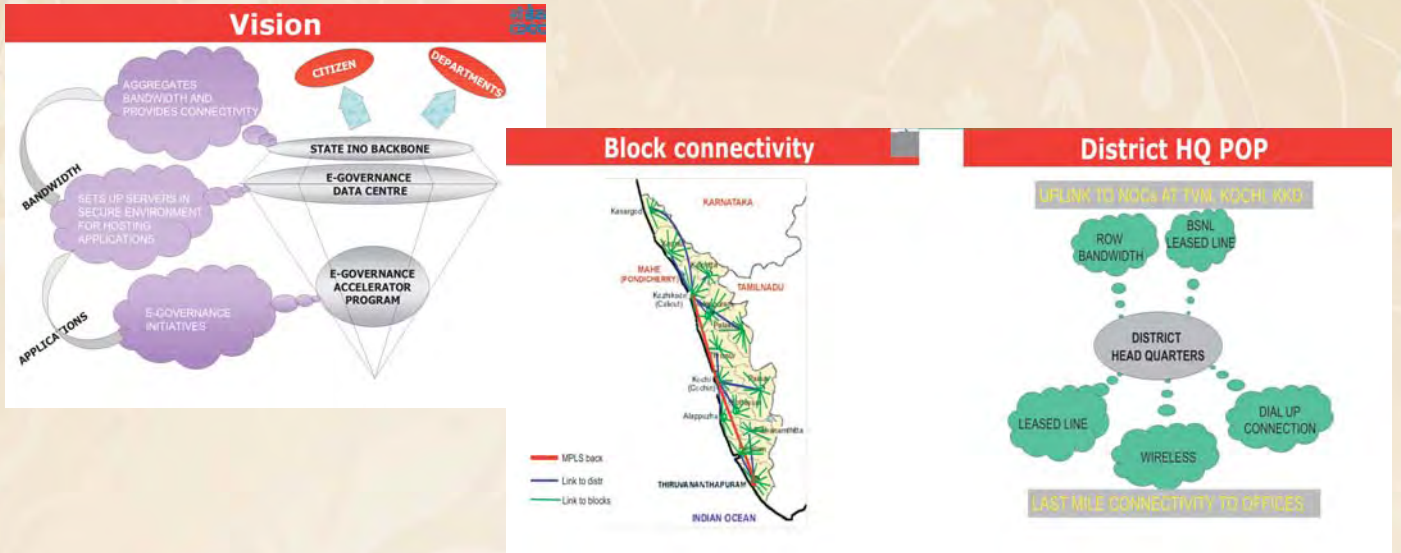 Vision
CITIZEN
DEPARTMENTS
AGGREGATES
BANDWIDTH AND
PROVIDES CONNECTIVITY
STATE INO BACKBONE
E-GOVERNANCE
DATA CENTRE
BANDWIDTH
SETS UP SERVERS IN
SECURE ENVIRONMENT
FOR HOSTING
APPLICATIONS
E-GOVERNANCE
ACCELERATOR
PROGRAM
E-GOVERNANCE
INITIATIVES
APPLICATIONS
Block connectivity
KARNATAKA
Kasargod
MAHE
(PONDICHERRY)
TAMILNADU
Kozhikode
(Calicut)
Kochi
(Cochin)
Alappuzha
MPLS back
Link to distr
Link to blocks
THIRUVANANTHAPURAM
INDIAN OCEAN
District HQ POP
UPLINK TO NOCs AT TVM, KOCHI, KKD
ROW
BANDWIDTH
BSNL
LEASED LINE
DISTRICT
HEAD QUARTERS
LEASED LINE
WIRELESS
DIAL UP
CONNECTION
LAST MILE CONNECTIVITY TO OFFICES